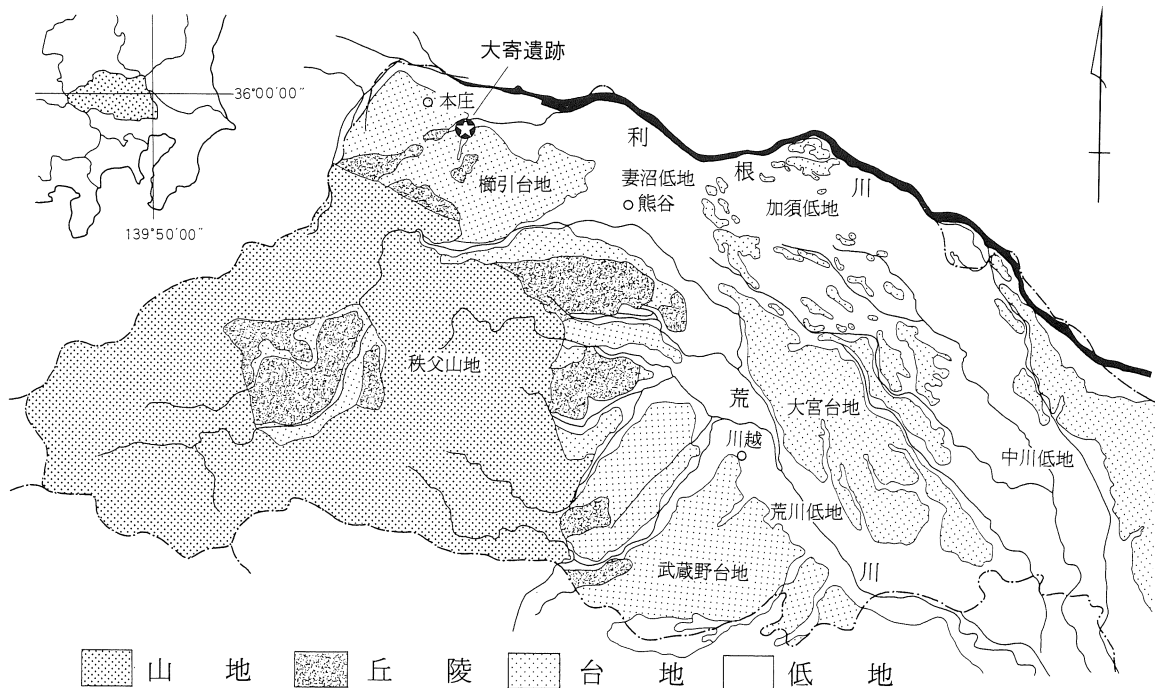 大寄遺跡
36°00′00″
本庄
利
根
川
妻沼低地
櫛引台地
熊谷
加須低地
139°50′00″
秩父山地
荒
大宮台地
川越
中川低地
荒川低地
武蔵野台地
川
山地 丘陵 台地 低地